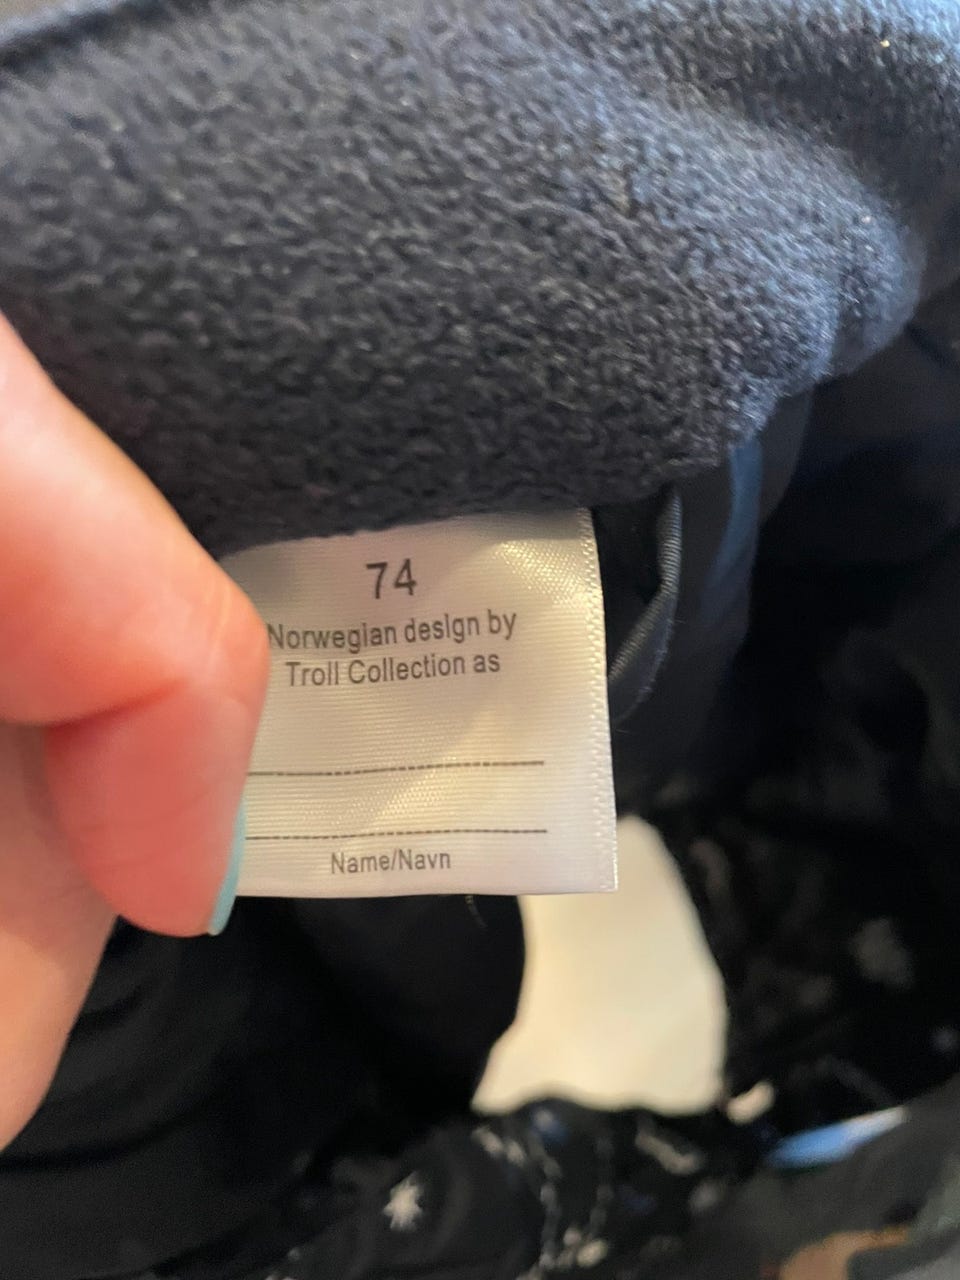 74
Norwegian design by
Troll Collection as
Name/Navn